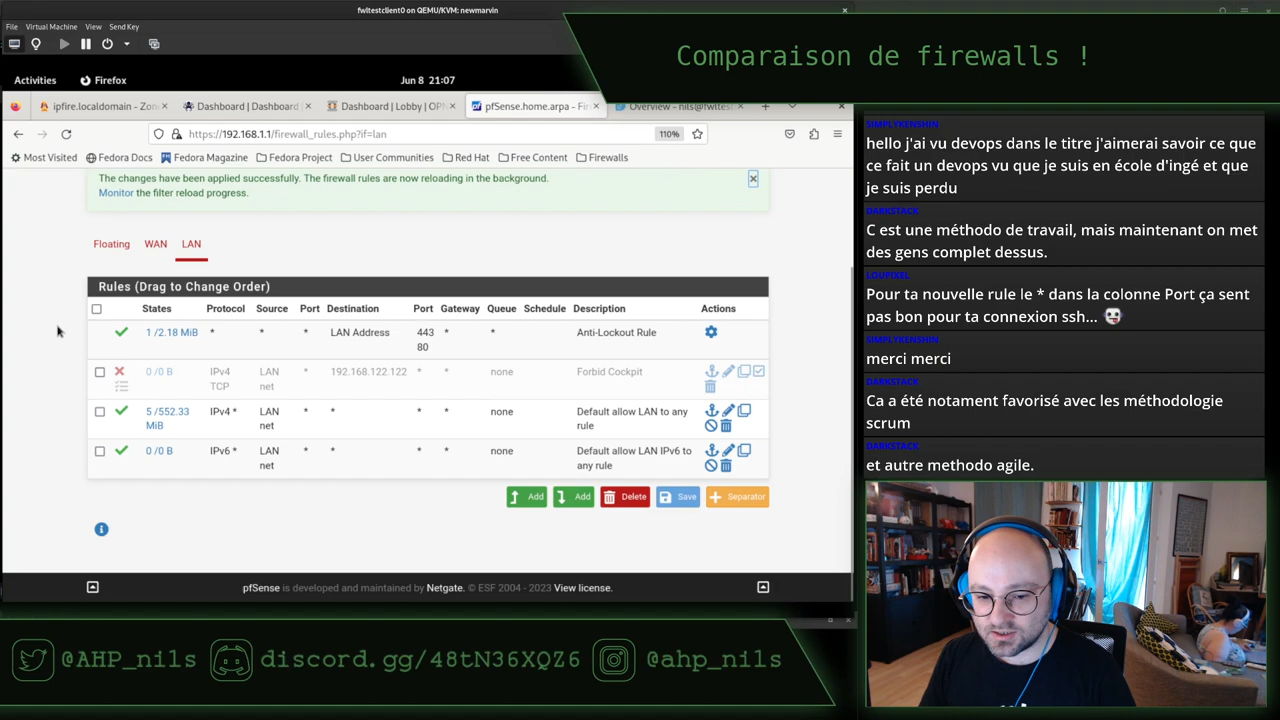 fwltestclient0 on QEMU/KVM: newmarvin
File Virtual Machine View Send Key
Comparaison de firewalls !
Activities Firefox Jun 8 21:07
ipfire.localdomain - Zon
Dashboard | Dashboard |
Dashboard | Lobby | OPN
pfSense.home.arpa - Fir
Overview - nils@fwltes
https://192.168.1.1/firewall_rules.php?if=lan 110%
Most Visited Fedora Docs Fedora Magazine Fedora Project User Communities Red Hat Free Content Firewalls
The changes have been applied successfully. The firewall rules are now reloading in the background.
Monitor the filter reload progress.
Floating WAN LAN
Rules (Drag to Change Order)
States Protocol Source Port Destination Port Gateway Queue Schedule Description Actions
1 /2.18 MiB * * * LAN Address 443 * * Anti-Lockout Rule
80
0 /0 B IPv4 LAN * 192.168.122.122 * * none Forbid Cockpit
TCP net
5 /552.33 IPv4 * LAN * * * * none Default allow LAN to any
MiB net rule
0 /0 B IPv6 * LAN * * * * none Default allow LAN IPv6 to
net any rule
Add Add Delete Save Separator
pfSense is developed and maintained by Netgate. © ESF 2004 - 2023 View license.
SIMPLYKENSHIN
hello j'ai vu devops dans le titre j'aimerai savoir ce que
ce fait un devops vu que je suis en école d'ingé et que
je suis perdu
DARKSTACK
C est une méthodo de travail, mais maintenant on met
des gens complet dessus.
LOUPIXEL
Pour ta nouvelle rule le * dans la colonne Port ça sent
pas bon pour ta connexion ssh...
SIMPLYKENSHIN
merci merci
DARKSTACK
Ca a été notament favorisé avec les méthodologie
scrum
DARKSTACK
et autre methodo agile.
@AHP_nils discord.gg/48tN36XQZ6 @ahp_nils